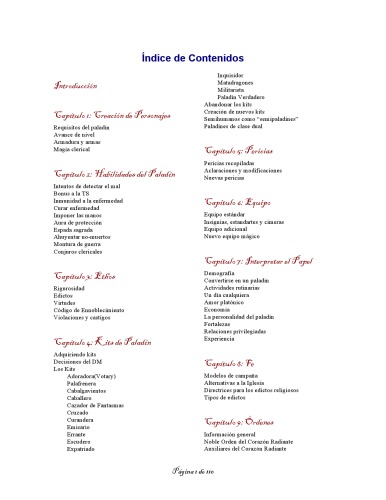 Índice de Contenidos
Introducción
Capítulo 1: Creación de Personajes
Requisitos del paladín
Avance de nivel
Armadura y armas
Magia clerical
Capítulo 2: Habilidades del Paladín
Intentos de detectar el mal
Bonus a la TS
Inmunidad a la enfermedad
Curar enfermedad
Imponer las manos
Aura de protección
Espada sagrada
Ahuyentar no-muertos
Montura de guerra
Conjuros clericales
Capítulo 3: Ethos
Rigurosidad
Edictos
Virtudes
Código de Ennoblecimiento
Violaciones y castigos
Capítulo 4: Kits de Paladín
Adquiriendo kits
Decisiones del DM
Los Kits
Adoradora(Votary)
Palafrenera
Cabalgavientos
Caballero
Cazador de Fantasmas
Cruzado
Curandera
Emisario
Errante
Escudero
Expatriado
Inquisidor
Matadragones
Militarista
Paladín Verdadero
Abandonar los kits
Creación de nuevos kits
Semihumanos como "semipaladines"
Paladines de clase dual
Capítulo 5: Pericias
Pericias recopiladas
Aclaraciones y modificaciones
Nuevas pericias
Capítulo 6: Equipo
Equipo estándar
Insignias, estandartes y cimeras
Equipo adicional
Nuevo equipo mágico
Capítulo 7: Interpretar el Papel
Demografía
Convertirse en un paladín
Actividades rutinarias
Un día cualquiera
Amor platónico
Economía
La personalidad del paladín
Fortalezas
Relaciones privilegiadas
Experiencia
Capítulo 8: Fe
Modelos de campaña
Alternativas a la Iglesia
Directrices para los edictos religiosos
Tipos de edictos
Capítulo 9: Órdenes
Información general
Noble Orden del Corazón Radiante
Auxiliares del Corazón Radiante
Página 1 de 110